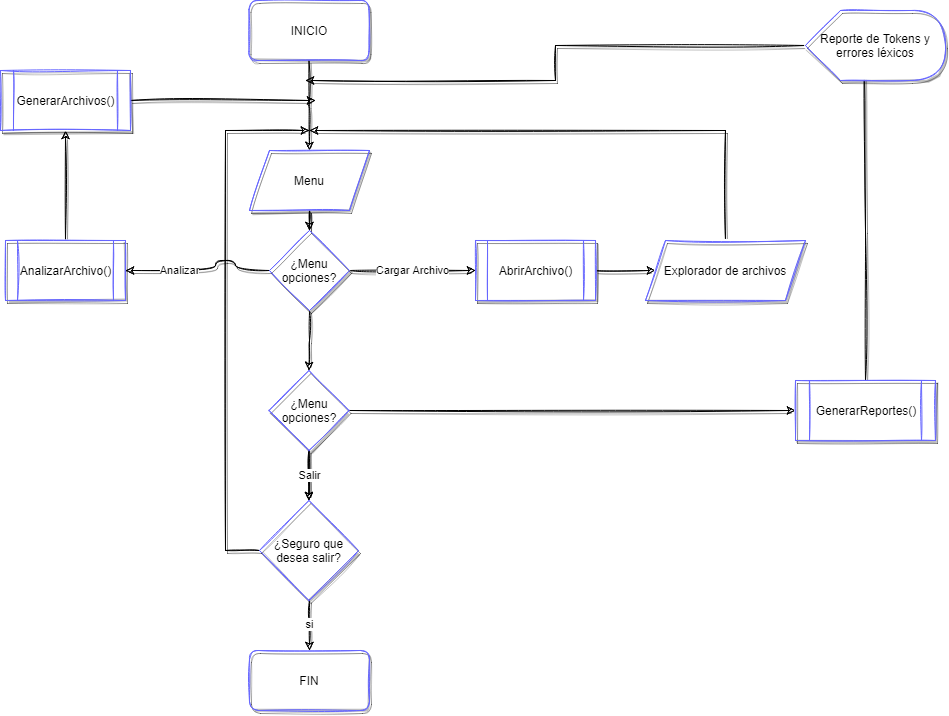 INICIO
Reporte de Tokens y
errores léxicos
GenerarArchivos()
Menu
AnalizarArchivo()
Analizar
¿Menu
opciones?
Cargar Archivo
AbrirArchivo()
Explorador de archivos
¿Menu
opciones?
GenerarReportes()
Salir
¿Seguro que
desea salir?
si
FIN